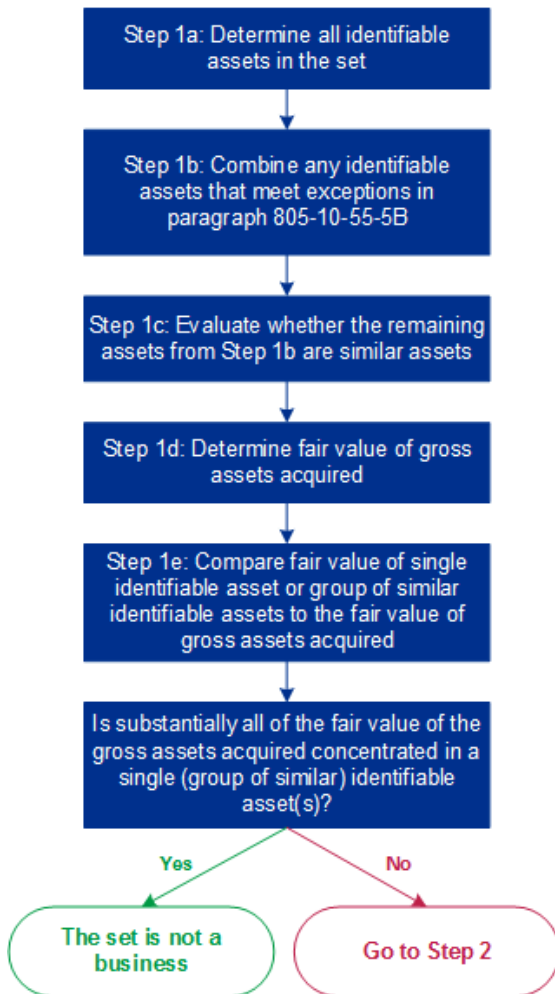 Step 1a: Determine all identifiable
assets in the set
Step 1b: Combine any identifiable
assets that meet exceptions in
paragraph 805-10-55-5B
Step 1c: Evaluate whether the remaining
assets from Step 1b are similar assets
Step 1d: Determine fair value of gross
assets acquired
Step 1e: Compare fair value of single
identifiable asset or group of similar
identifiable assets to the fair value of
gross assets acquired
Is substantially all of the fair value of the
gross assets acquired concentrated in a
single (group of similar) identifiable
asset(s)?
Yes
No
The set is not a
business
Go to Step 2